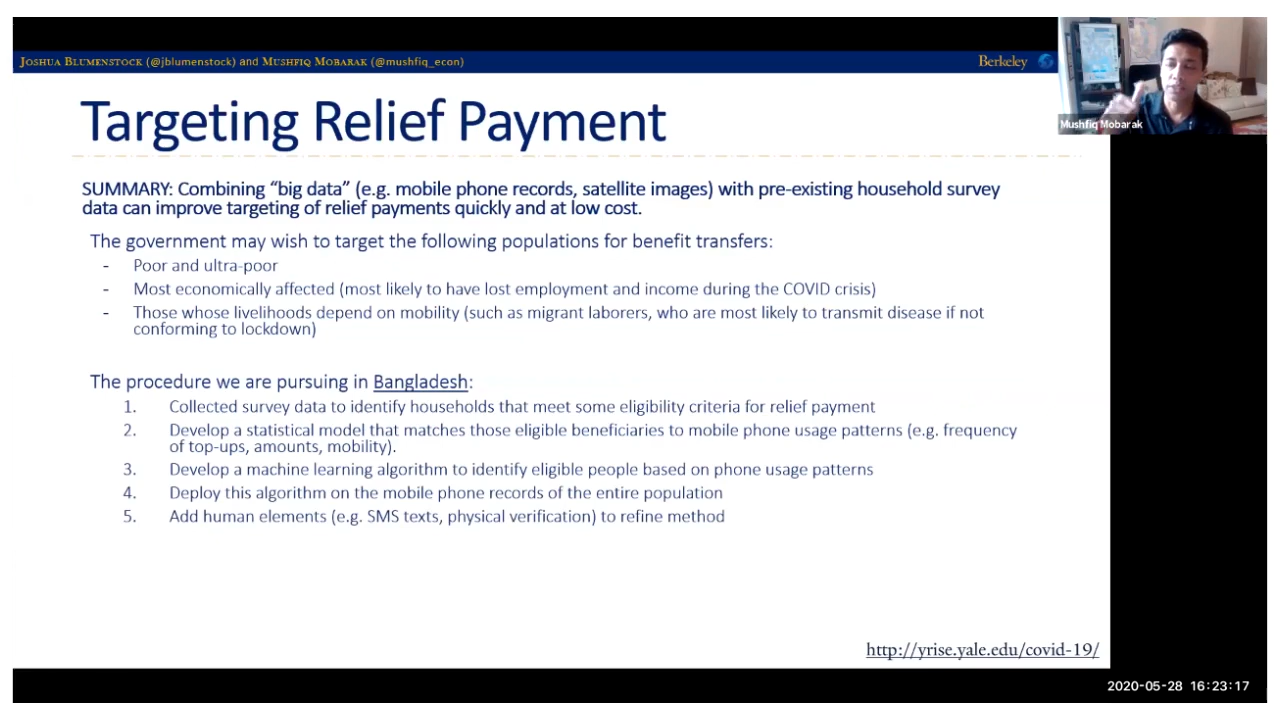 JOSHUA BLUMENSTOCK (@jblumenstock) and MUSHFIQ MOBARAK (@mushfiq_econ)
Berkeley
Mushfiq Mobarak
Targeting Relief Payment
SUMMARY: Combining “big data” (e.g. mobile phone records, satellite images) with pre-existing household survey
data can improve targeting of relief payments quickly and at low cost.
The government may wish to target the following populations for benefit transfers:
- Poor and ultra-poor
- Most economically affected (most likely to have lost employment and income during the COVID crisis)
- Those whose livelihoods depend on mobility (such as migrant laborers, who are most likely to transmit disease if not
conforming to lockdown)
The procedure we are pursuing in Bangladesh:
1. Collected survey data to identify households that meet some eligibility criteria for relief payment
2. Develop a statistical model that matches those eligible beneficiaries to mobile phone usage patterns (e.g. frequency
of top-ups, amounts, mobility).
3. Develop a machine learning algorithm to identify eligible people based on phone usage patterns
4. Deploy this algorithm on the mobile phone records of the entire population
5. Add human elements (e.g. SMS texts, physical verification) to refine method
http://yrise.yale.edu/covid-19/
2020-05-28 16:23:17